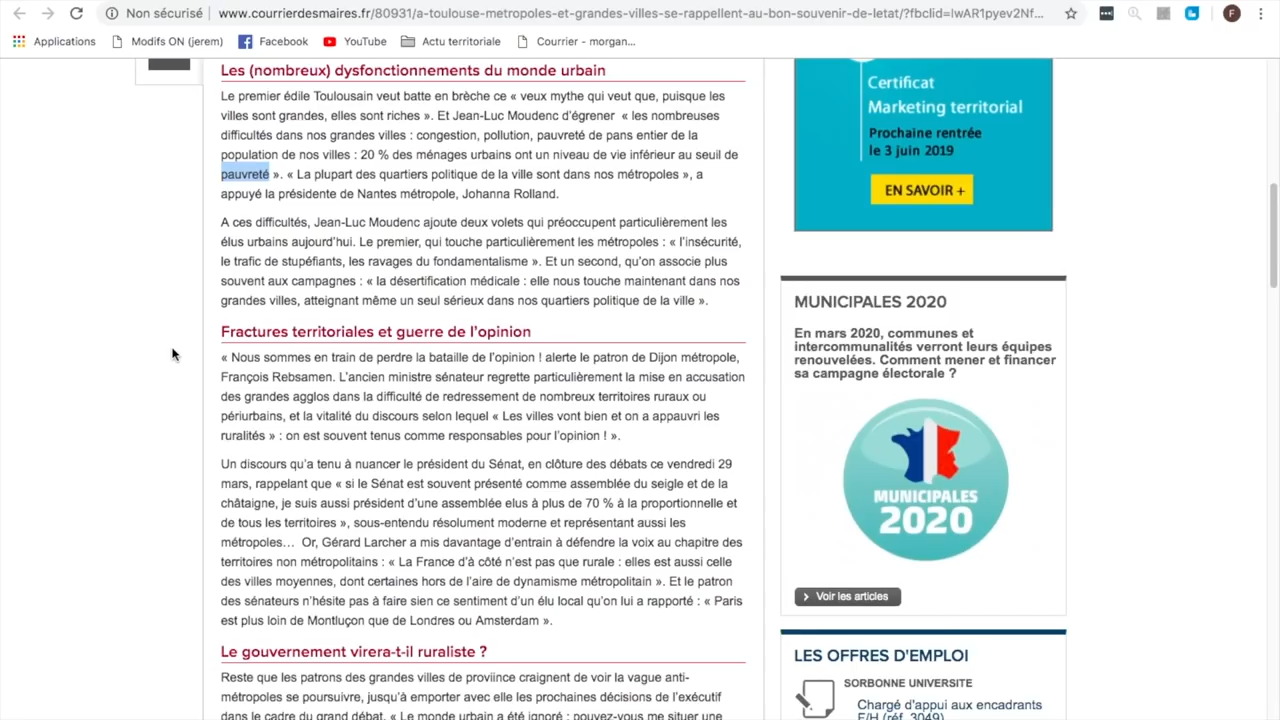 Non sécurisé
www.courrierdesmaires.fr/80931/a-toulouse-metropoles-et-grandes-villes-se-rappellent-au-bon-souvenir-de-letat/?fbclid=IwAR1pyev2Nf...
F
Applications
Modifs ON (jerem)
Facebook
YouTube
Actu territoriale
Courrier - morgan...
Les (nombreux) dysfonctionnements du monde urbain
Le premier édile Toulousain veut batte en brèche ce « veux mythe qui veut que, puisque les
villes sont grandes, elles sont riches ». Et Jean-Luc Moudenc d'égrener « les nombreuses
difficultés dans nos grandes villes : congestion, pollution, pauvreté de pans entier de la
population de nos villes : 20 % des ménages urbains ont un niveau de vie inférieur au seuil de
pauvreté ». « La plupart des quartiers politique de la ville sont dans nos métropoles », a
appuyé la présidente de Nantes métropole, Johanna Rolland.
A ces difficultés, Jean-Luc Moudenc ajoute deux volets qui préoccupent particulièrement les
élus urbains aujourd'hui. Le premier, qui touche particulièrement les métropoles : « l'insécurité,
le trafic de stupéfiants, les ravages du fondamentalisme ». Et un second, qu'on associe plus
souvent aux campagnes : « la désertification médicale : elle nous touche maintenant dans nos
grandes villes, atteignant même un seul sérieux dans nos quartiers politique de la ville ».
Fractures territoriales et guerre de l'opinion
« Nous sommes en train de perdre la bataille de l'opinion ! alerte le patron de Dijon métropole,
François Rebsamen. L'ancien ministre sénateur regrette particulièrement la mise en accusation
des grandes agglos dans la difficulté de redressement de nombreux territoires ruraux ou
périurbains, et la vitalité du discours selon lequel « Les villes vont bien et on a appauvri les
ruralités » : on est souvent tenus comme responsables pour l'opinion ! ».
Un discours qu'a tenu à nuancer le président du Sénat, en clôture des débats ce vendredi 29
mars, rappelant que « si le Sénat est souvent présenté comme assemblée du seigle et de la
châtaigne, je suis aussi président d'une assemblée elus à plus de 70 % à la proportionnelle et
de tous les territoires », sous-entendu résolument moderne et représentant aussi les
métropoles... Or, Gérard Larcher a mis davantage d'entrain à défendre la voix au chapitre des
territoires non métropolitains : « La France d'à côté n'est pas que rurale : elles est aussi celle
des villes moyennes, dont certaines hors de l'aire de dynamisme métropolitain ». Et le patron
des sénateurs n'hésite pas à faire sien ce sentiment d'un élu local qu'on lui a rapporté : « Paris
est plus loin de Montluçon que de Londres ou Amsterdam ».
Le gouvernement virera-t-il ruraliste ?
Reste que les patrons des grandes villes de proviince craignent de voir la vague anti-
métropoles se poursuivre, jusqu'à emporter avec elle les prochaines décisions de l'exécutif
dans le cadre du grand débat. « Le monde urbain a été ignoré : pouvez-vous me situer une
Certificat
Marketing territorial
Prochaine rentrée
le 3 juin 2019
EN SAVOIR +
MUNICIPALES 2020
En mars 2020, communes et
intercommunalités verront leurs équipes
renouvelées. Comment mener et financer
sa campagne électorale ?
MUNICIPALES
2020
Voir les articles
LES OFFRES D'EMPLOI
SORBONNE UNIVERSITE
Chargé d'appui aux encadrants
F/H (réf. 3049)